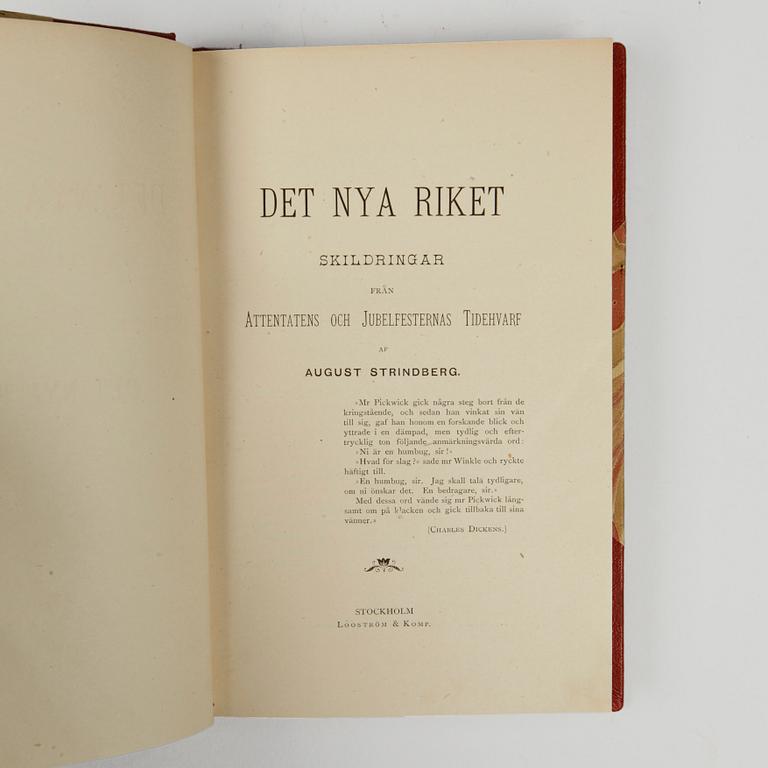 DET NYA RIKET
SKILDRINGAR
FRÅN
ATTENTATENS OCH JUBELFESTERNAS TIDEHVARF
AF
AUGUST STRINDBERG.
»Mr Pickwick gick några steg bort från de
kringstående, och sedan han vinkat sin vän
till sig, gaf han honom en forskande blick och
yttrade i en dämpad, men tydlig och efter-
trycklig ton följande anmärkningsvärda ord:
»Ni är en humbug, sir!»
»Hvad för slag?» sade mr Winkle och ryckte
häftigt till.
»En humbug, sir. Jag skall tala tydligare,
om ni önskar det. En bedragare, sir.»
Med dessa ord vände sig mr Pickwick lång-
samt om på klacken och gick tillbaka till sina
vänner.»
[CHARLES DICKENS.]
STOCKHOLM
LOOSTRÖM & KOMP.